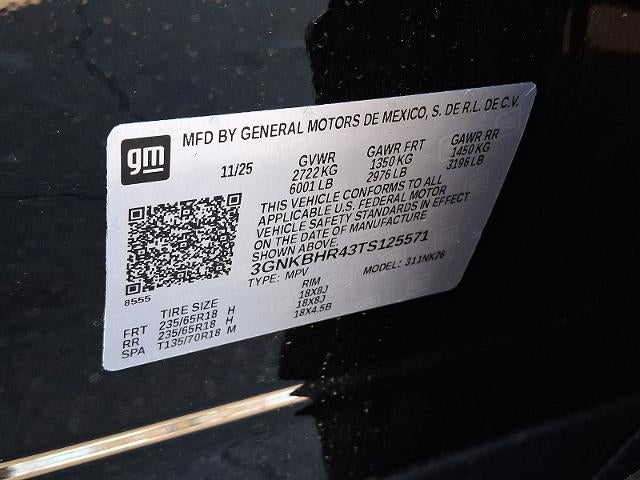 gm
MFD BY GENERAL MOTORS DE MEXICO, S. DE R.L. DE C.V.
11/25 GVWR GAWR FRT GAWR RR
2722 KG 1350 KG 1450 KG
6001 LB 2976 LB 3196 LB
THIS VEHICLE CONFORMS TO ALL
APPLICABLE U.S. FEDERAL MOTOR
VEHICLE SAFETY STANDARDS IN EFFECT
ON THE DATE OF MANUFACTURE
SHOWN ABOVE.
3GNKBHR43TS125571
TYPE: MPV MODEL: 311NK26
8555
TIRE SIZE RIM
FRT 235/65R18 H 18X8J
RR 235/65R18 H 18X8J
SPA T135/70R18 M 18X4.5B